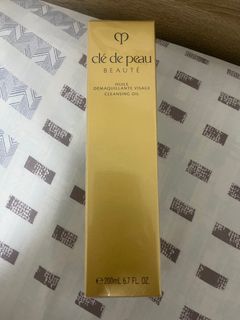 clé de peau
BEAUTÉ
HUILE
DÉMAQUILLANTE VISAGE
CLEANSING OIL
℮ 200mL 6.7 FL. OZ.